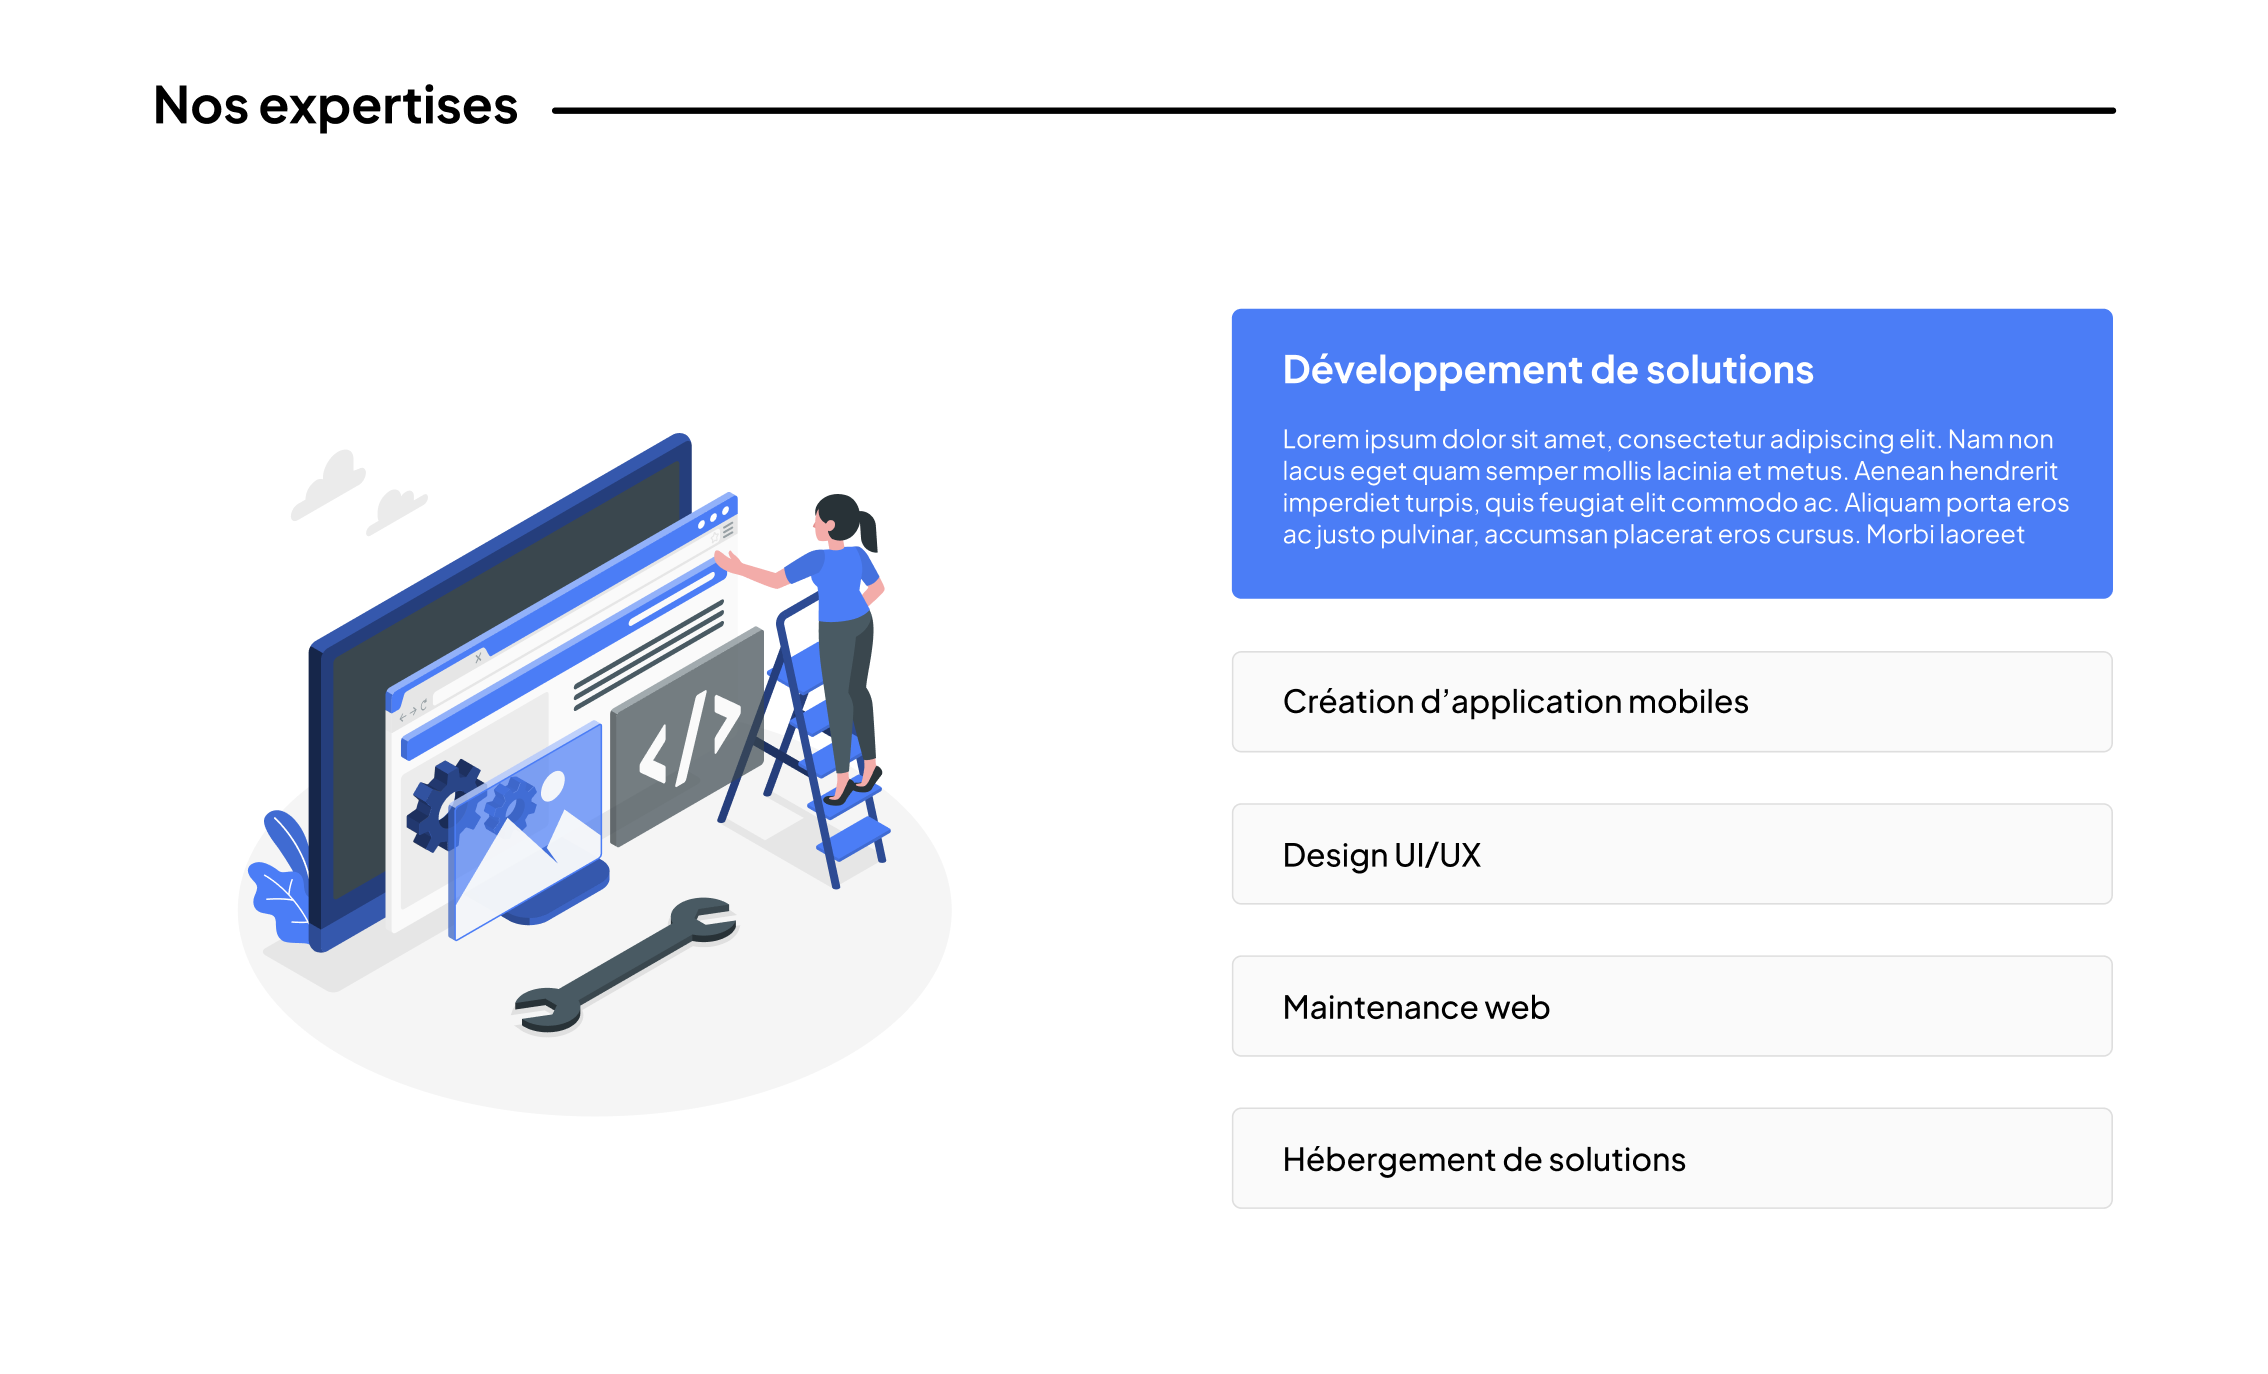 Nos expertises
Développement de solutions
Lorem ipsum dolor sit amet, consectetur adipiscing elit. Nam non
lacus eget quam semper mollis lacinia et metus. Aenean hendrerit
imperdiet turpis, quis feugiat elit commodo ac. Aliquam porta eros
ac justo pulvinar, accumsan placerat eros cursus. Morbi laoreet
Création d’application mobiles
Design UI/UX
Maintenance web
Hébergement de solutions